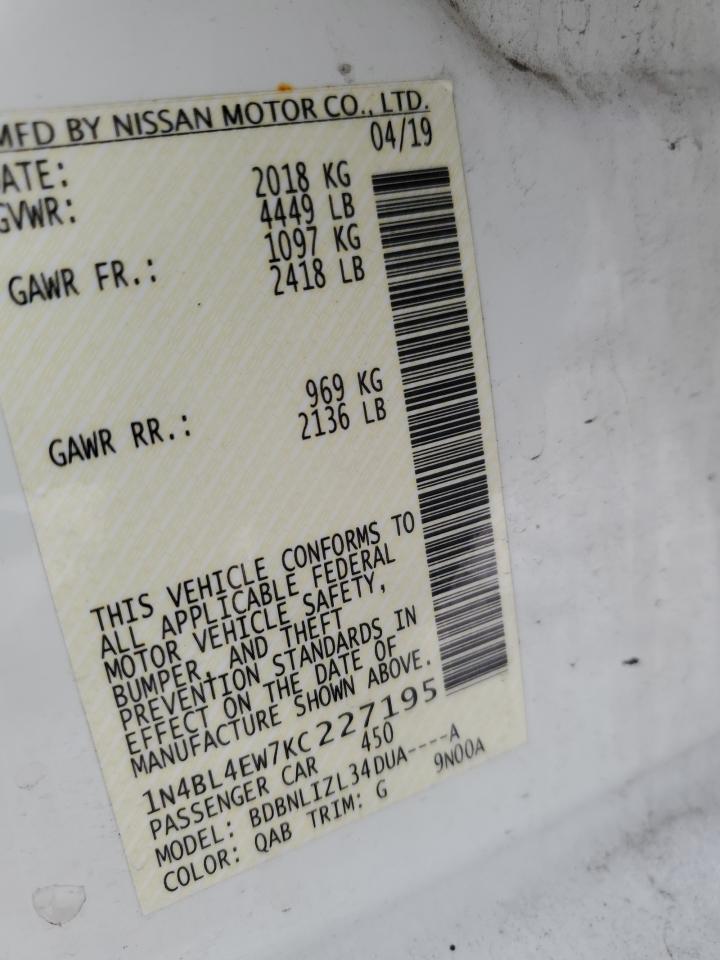 MFD BY NISSAN MOTOR CO., LTD.
ATE: 04/19
GVWR: 2018 KG
4449 LB
GAWR FR.: 1097 KG
2418 LB
GAWR RR.: 969 KG
2136 LB
THIS VEHICLE CONFORMS TO
ALL APPLICABLE FEDERAL
MOTOR VEHICLE SAFETY,
BUMPER, AND THEFT
PREVENTION STANDARDS IN
EFFECT ON THE DATE OF
MANUFACTURE SHOWN ABOVE.
1N4BL4EW7KC227195
PASSENGER CAR 450
MODEL: BDBNLIZL34DUA----A
COLOR: QAB TRIM: G 9N00A